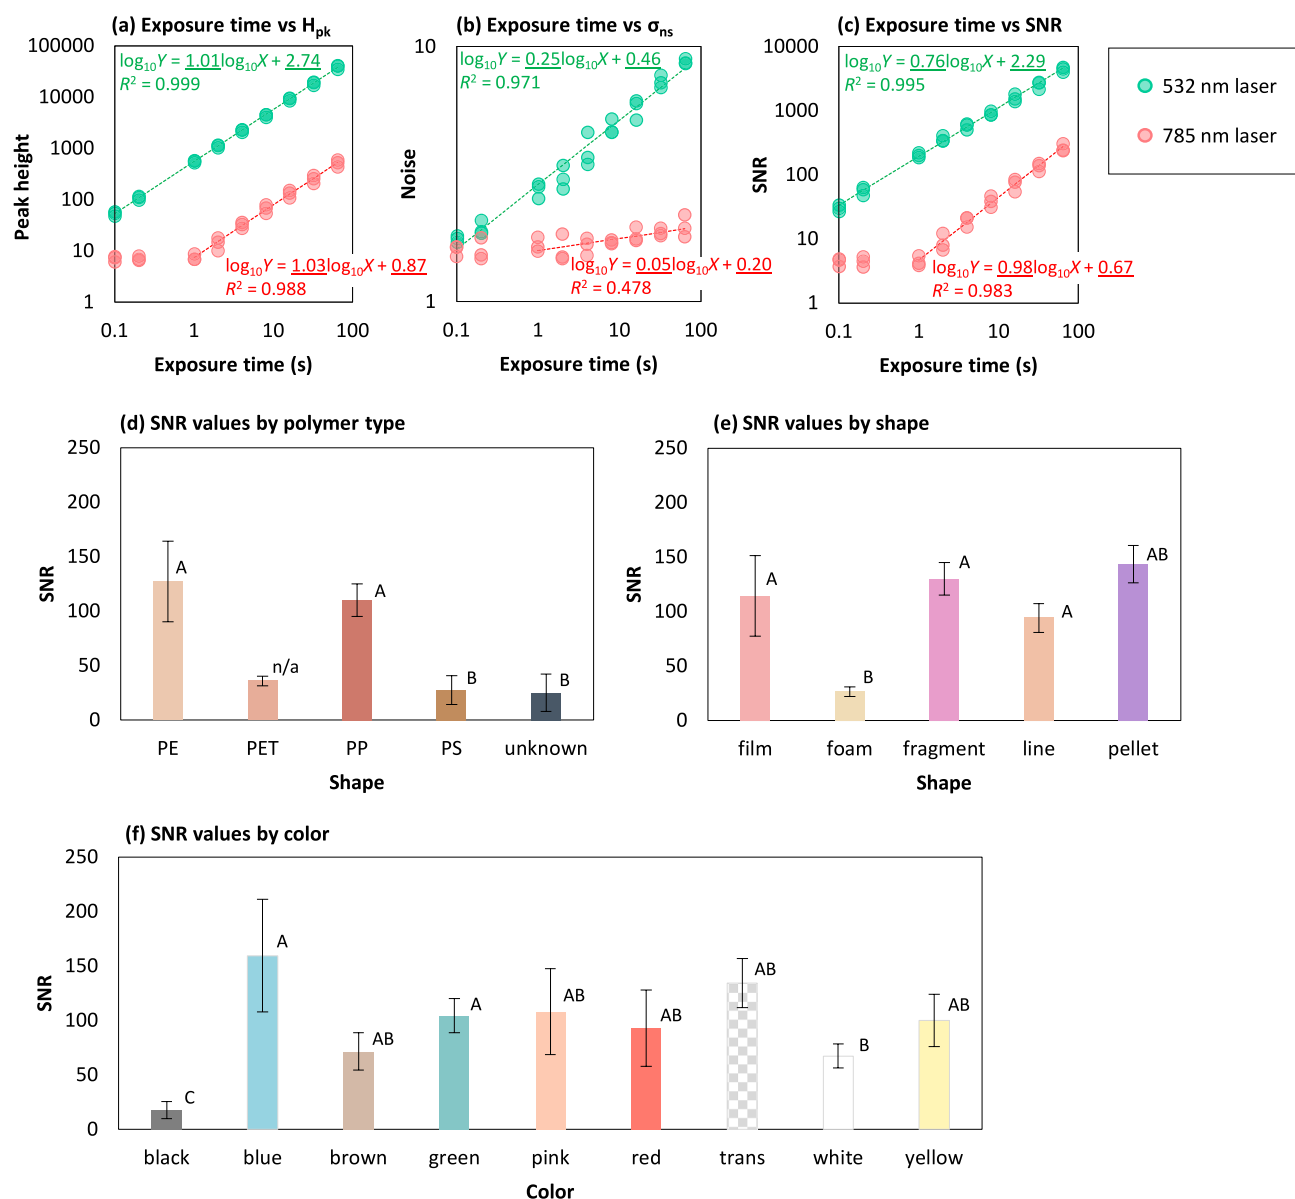 (a) Exposure time vs Hpk
(b) Exposure time vs σns
(c) Exposure time vs SNR
100000
10000
1000
100
10
1
Peak height
log10Y = 1.01log10X + 2.74
R² = 0.999
log10Y = 1.03log10X + 0.87
R² = 0.988
0.1 1 10 100
Exposure time (s)
10
1
Noise
log10Y = 0.25log10X + 0.46
R² = 0.971
log10Y = 0.05log10X + 0.20
R² = 0.478
0.1 1 10 100
Exposure time (s)
10000
1000
100
10
1
SNR
log10Y = 0.76log10X + 2.29
R² = 0.995
log10Y = 0.98log10X + 0.67
R² = 0.983
0.1 1 10 100
Exposure time (s)
532 nm laser
785 nm laser
(d) SNR values by polymer type
250
200
150
100
50
0
SNR
A
n/a
A
B
B
PE PET PP PS unknown
Shape
(e) SNR values by shape
250
200
150
100
50
0
SNR
A
B
A
A
AB
film foam fragment line pellet
Shape
(f) SNR values by color
250
200
150
100
50
0
SNR
C
A
AB
A
AB
AB
AB
B
AB
black blue brown green pink red trans white yellow
Color